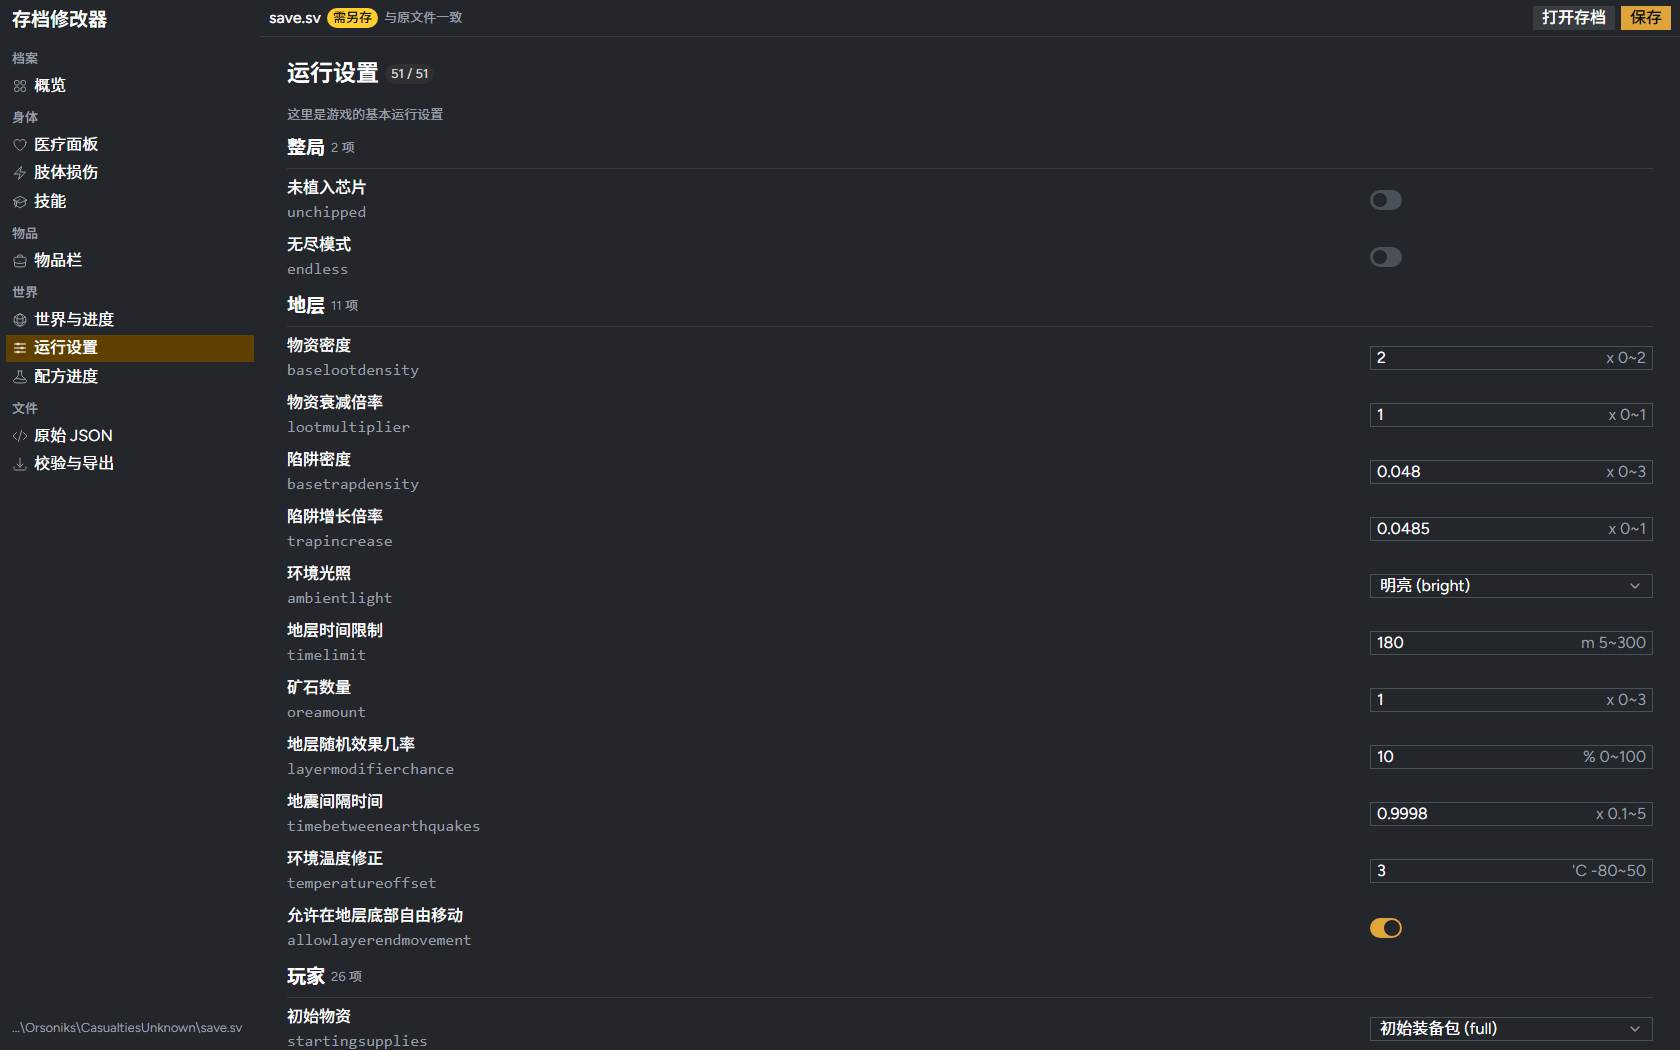 存档修改器
save.sv 需另存 与原文件一致
打开存档 保存
档案
概览
身体
医疗面板
肢体损伤
技能
物品
物品栏
世界
世界与进度
运行设置
配方进度
文件
原始 JSON
校验与导出
...\Orsoniks\CasualtiesUnknown\save.sv
运行设置 51 / 51
这里是游戏的基本运行设置
整局 2 项
未植入芯片
unchipped
无尽模式
endless
地层 11 项
物资密度
baselootdensity
2 x 0~2
物资衰减倍率
lootmultiplier
1 x 0~1
陷阱密度
basetrapdensity
0.048 x 0~3
陷阱增长倍率
trapincrease
0.0485 x 0~1
环境光照
ambientlight
明亮 (bright)
地层时间限制
timelimit
180 m 5~300
矿石数量
oreamount
1 x 0~3
地层随机效果几率
layermodifierchance
10 % 0~100
地震间隔时间
timebetweenearthquakes
0.9998 x 0.1~5
环境温度修正
temperatureoffset
3 'C -80~50
允许在地层底部自由移动
allowlayerendmovement
玩家 26 项
初始物资
startingsupplies
初始装备包 (full)